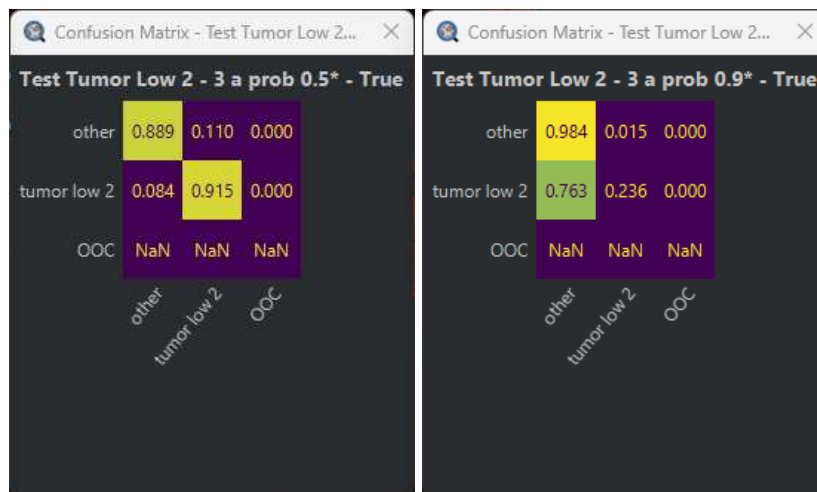 Confusion Matrix - Test Tumor Low 2...
Test Tumor Low 2 - 3 a prob 0.5* - True
other 0.889 0.110 0.000
tumor low 2 0.084 0.915 0.000
OOC NaN NaN NaN
other tumor low 2 OOC
Confusion Matrix - Test Tumor Low 2...
Test Tumor Low 2 - 3 a prob 0.9* - True
other 0.984 0.015 0.000
tumor low 2 0.763 0.236 0.000
OOC NaN NaN NaN
other tumor low 2 OOC